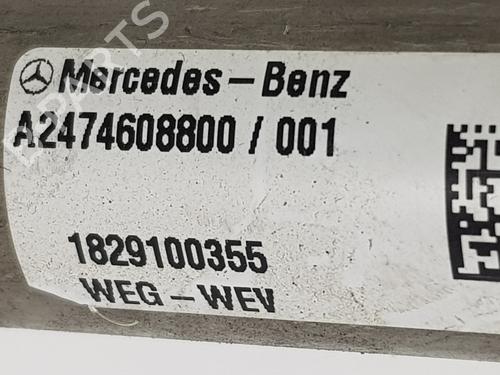 Mercedes-Benz
A2474608800 / 001
1829100355
WEG-WEV